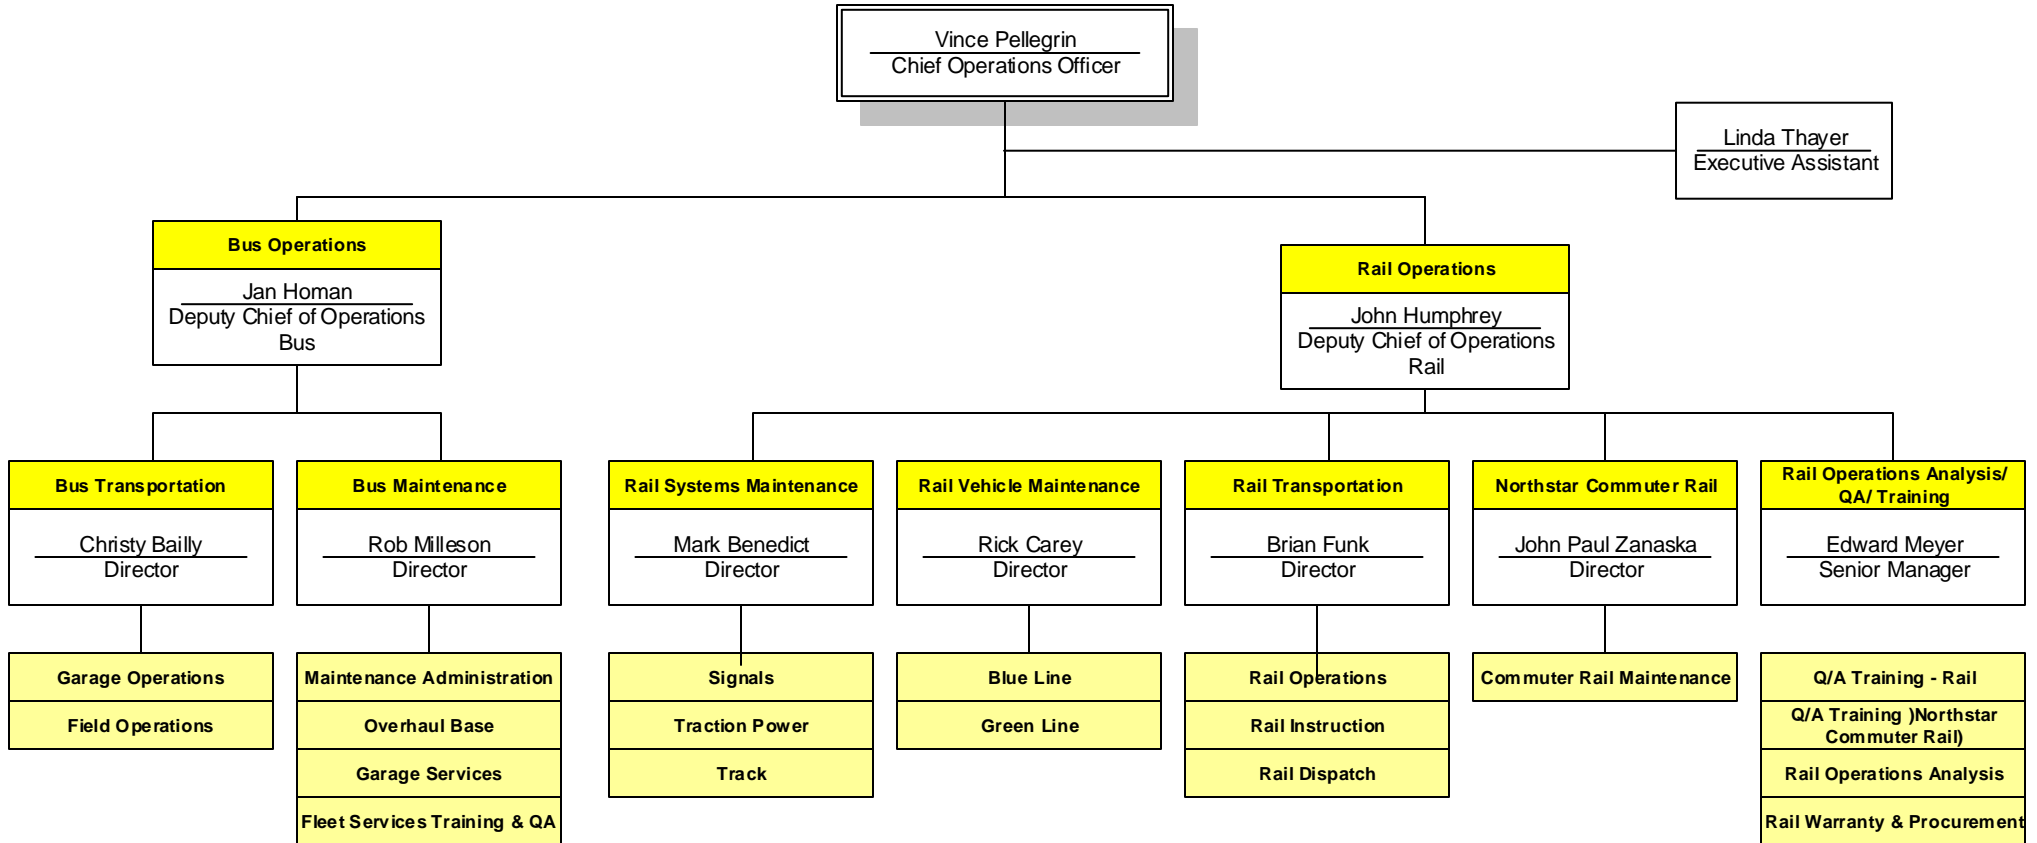 Vince Pellegrin
Chief Operations Officer
Linda Thayer
Executive Assistant
Bus Operations
Jan Homan
Deputy Chief of Operations
Bus
Rail Operations
John Humphrey
Deputy Chief of Operations
Rail
Bus Transportation
Christy Bailly
Director
Garage Operations
Field Operations
Bus Maintenance
Rob Milleson
Director
Maintenance Administration
Overhaul Base
Garage Services
Fleet Services Training & QA
Rail Systems Maintenance
Mark Benedict
Director
Signals
Traction Power
Track
Rail Vehicle Maintenance
Rick Carey
Director
Blue Line
Green Line
Rail Transportation
Brian Funk
Director
Rail Operations
Rail Instruction
Rail Dispatch
Northstar Commuter Rail
John Paul Zanaska
Director
Commuter Rail Maintenance
Rail Operations Analysis/
QA/ Training
Edward Meyer
Senior Manager
Q/A Training - Rail
Q/A Training )Northstar
Commuter Rail)
Rail Operations Analysis
Rail Warranty & Procurement